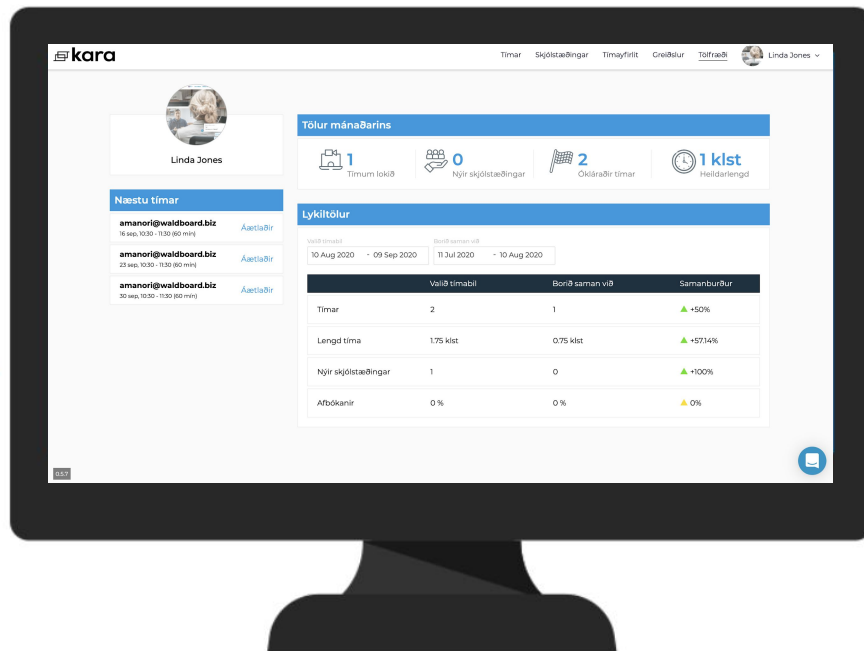 kara
Tímar Skjólstæðingar Tímayfirlit Greiðslur Tölfræði Linda Jones
Linda Jones
Næstu tímar
amanori@waldboard.biz
16 sep, 10:30 - 11:30 (60 min)
Áætlaðir
amanori@waldboard.biz
23 sep, 10:30 - 11:30 (60 min)
Áætlaðir
amanori@waldboard.biz
30 sep, 10:30 - 11:30 (60 min)
Áætlaðir
Tölur mánaðarins
1
Tímum lokið
0
Nýir skjólstæðingar
2
Ókláraðir tímar
1 klst
Heildarlengd
Lykiltölur
Valið tímabil Borið saman við
10 Aug 2020 - 09 Sep 2020 11 Jul 2020 - 10 Aug 2020
Valið tímabil Borið saman við Samanburður
Tímar 2 1 +50%
Lengd tíma 1.75 klst 0.75 klst +57.14%
Nýir skjólstæðingar 1 0 +100%
Afbókanir 0 % 0 % 0%
0.5.7